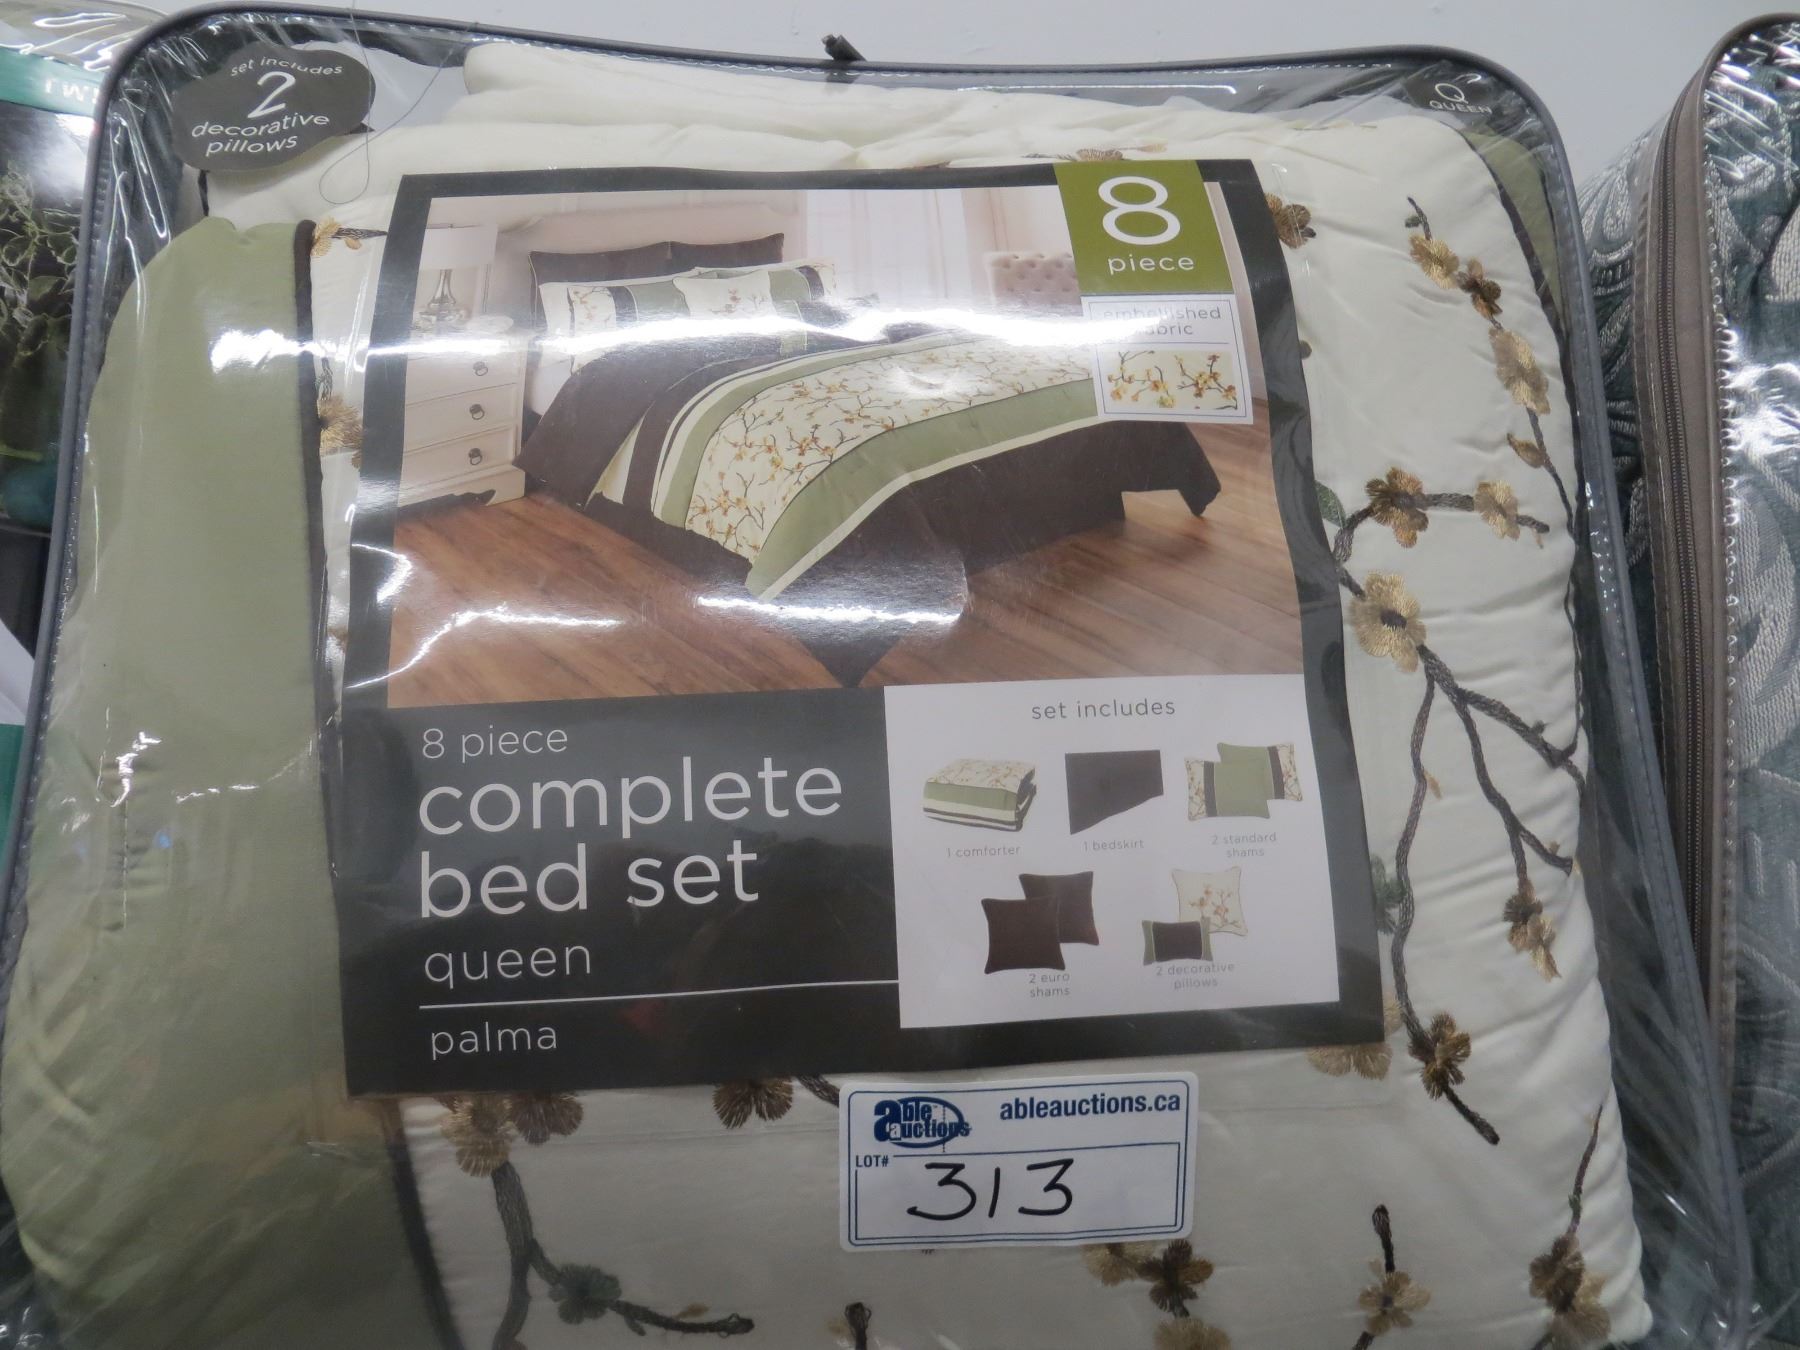 set includes
2
decorative
pillows
Q
QUEEN
8
piece
embellished
fabric
8 piece
complete
bed set
queen
palma
set includes
1 comforter
1 bedskirt
2 standard
shams
2 euro
shams
2 decorative
pillows
able auctions
ableauctions.ca
LOT#
313